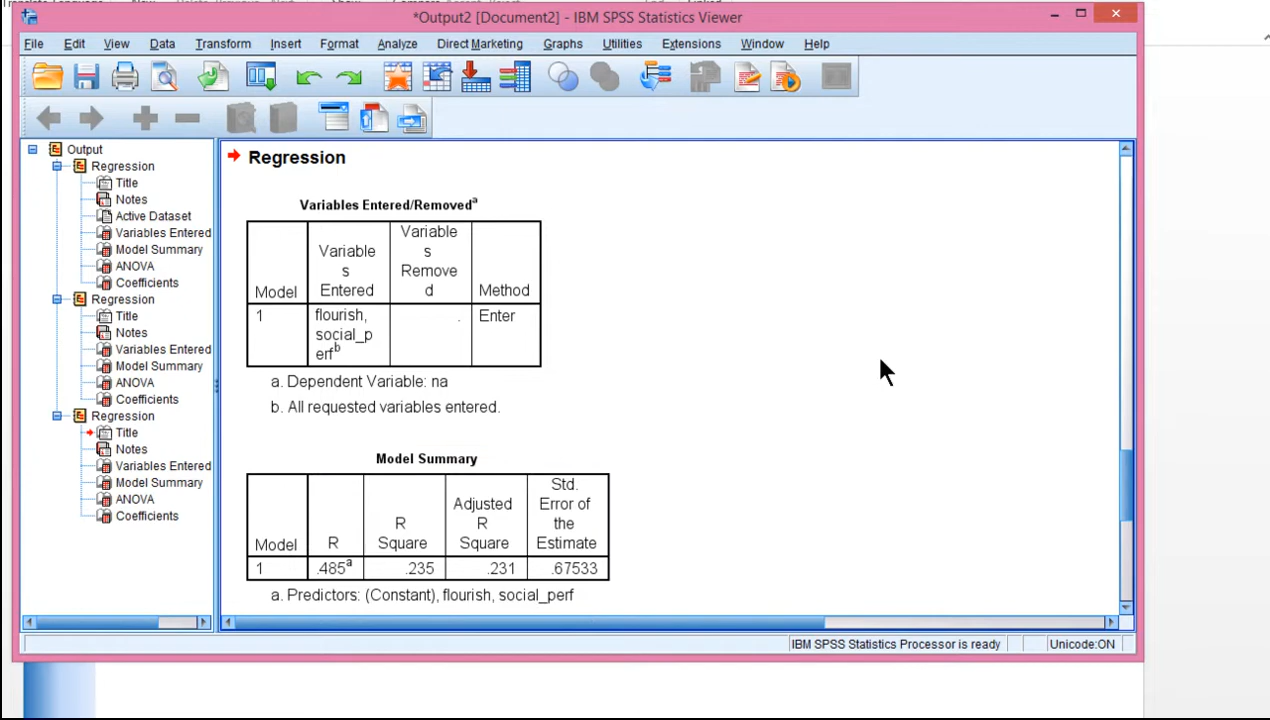 *Output2 [Document2] - IBM SPSS Statistics Viewer
File Edit View Data Transform Insert Format Analyze Direct Marketing Graphs Utilities Extensions Window Help
Output
Regression
Title
Notes
Active Dataset
Variables Entered
Model Summary
ANOVA
Coefficients
Regression
Title
Notes
Variables Entered
Model Summary
ANOVA
Coefficients
Regression
Title
Notes
Variables Entered
Model Summary
ANOVA
Coefficients
Regression
Variables Entered/Removedᵃ
Model
Variable
s
Entered
Variable
s
Remove
d
Method
1
flourish,
social_p
erfᵇ
.
Enter
a. Dependent Variable: na
b. All requested variables entered.
Model Summary
Model
R
R
Square
Adjusted
R
Square
Std.
Error of
the
Estimate
1 .485ᵃ .235 .231 .67533
a. Predictors: (Constant), flourish, social_perf
IBM SPSS Statistics Processor is ready
Unicode:ON